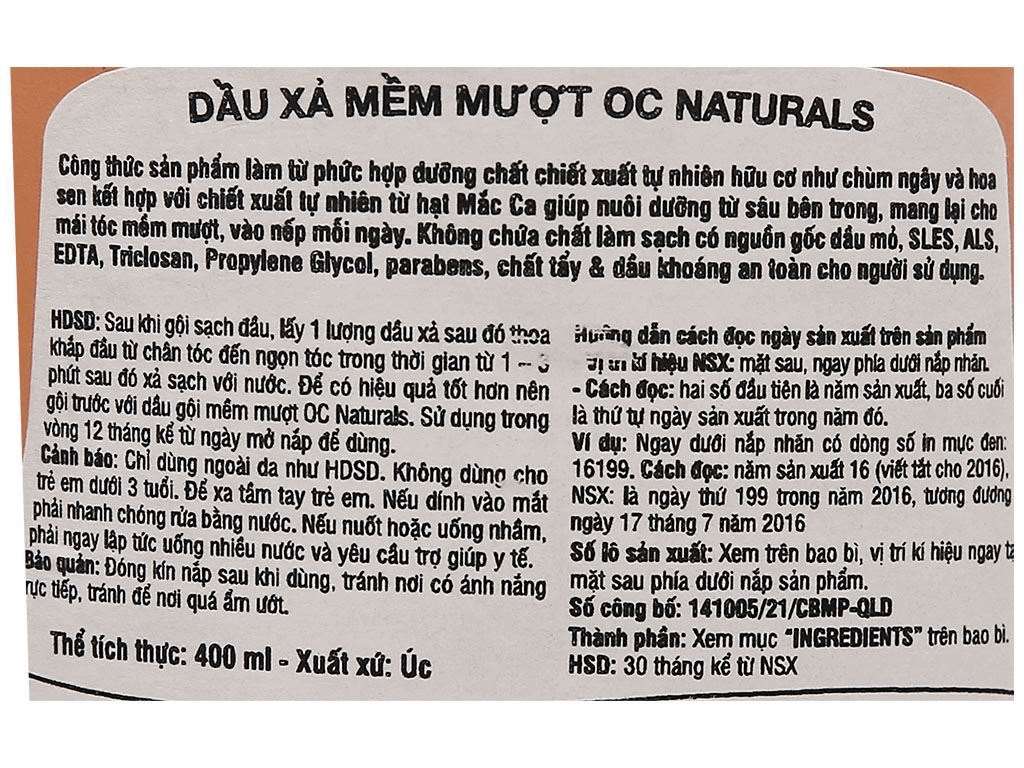 DẦU XẢ MỀM MƯỢT OC NATURALS
Công thức sản phẩm làm từ phức hợp dưỡng chất chiết xuất tự nhiên hữu cơ như chùm ngây và hoa
sen kết hợp với chiết xuất tự nhiên từ hạt Mắc Ca giúp nuôi dưỡng từ sâu bên trong, mang lại cho
mái tóc mềm mượt, vào nếp mỗi ngày. Không chứa chất làm sạch có nguồn gốc dầu mỏ, SLES, ALS,
EDTA, Triclosan, Propylene Glycol, parabens, chất tẩy & dầu khoáng an toàn cho người sử dụng.
HDSD: Sau khi gội sạch đầu, lấy 1 lượng dầu xả sau đó thoa
khắp đầu từ chân tóc đến ngọn tóc trong thời gian từ 1 –
phút sau đó xả sạch với nước. Để có hiệu quả tốt hơn nên
gội trước với dầu gội mềm mượt OC Naturals. Sử dụng trong
vòng 12 tháng kể từ ngày mở nắp để dùng.
Cảnh báo: Chỉ dùng ngoài da như HDSD. Không dùng cho
trẻ em dưới 3 tuổi. Để xa tầm tay trẻ em. Nếu dính vào mắt
phải nhanh chóng rửa bằng nước. Nếu nuốt hoặc uống nhầm,
phải ngay lập tức uống nhiều nước và yêu cầu trợ giúp y tế.
Bảo quản: Đóng kín nắp sau khi dùng, tránh nơi có ánh nắng
rực tiếp, tránh để nơi quá ẩm ướt.
Thể tích thực: 400 ml - Xuất xứ: Úc
Hướng dẫn cách đọc ngày sản xuất trên sản phẩm
kí hiệu NSX: mặt sau, ngay phía dưới nắp nhãn.
- Cách đọc: hai số đầu tiên là năm sản xuất, ba số cuối
là thứ tự ngày sản xuất trong năm đó.
Ví dụ: Ngay dưới nắp nhãn có dòng số in mực đen:
16199. Cách đọc: năm sản xuất 16 (viết tắt cho 2016),
NSX: là ngày thứ 199 trong năm 2016, tương đương
ngày 17 tháng 7 năm 2016
Số lô sản xuất: Xem trên bao bì, vị trí kí hiệu ngay tạ
mặt sau phía dưới nắp sản phẩm.
Số công bố: 141005/21/CBMP-QLD
Thành phần: Xem mục "INGREDIENTS" trên bao bì.
HSD: 30 tháng kể từ NSX